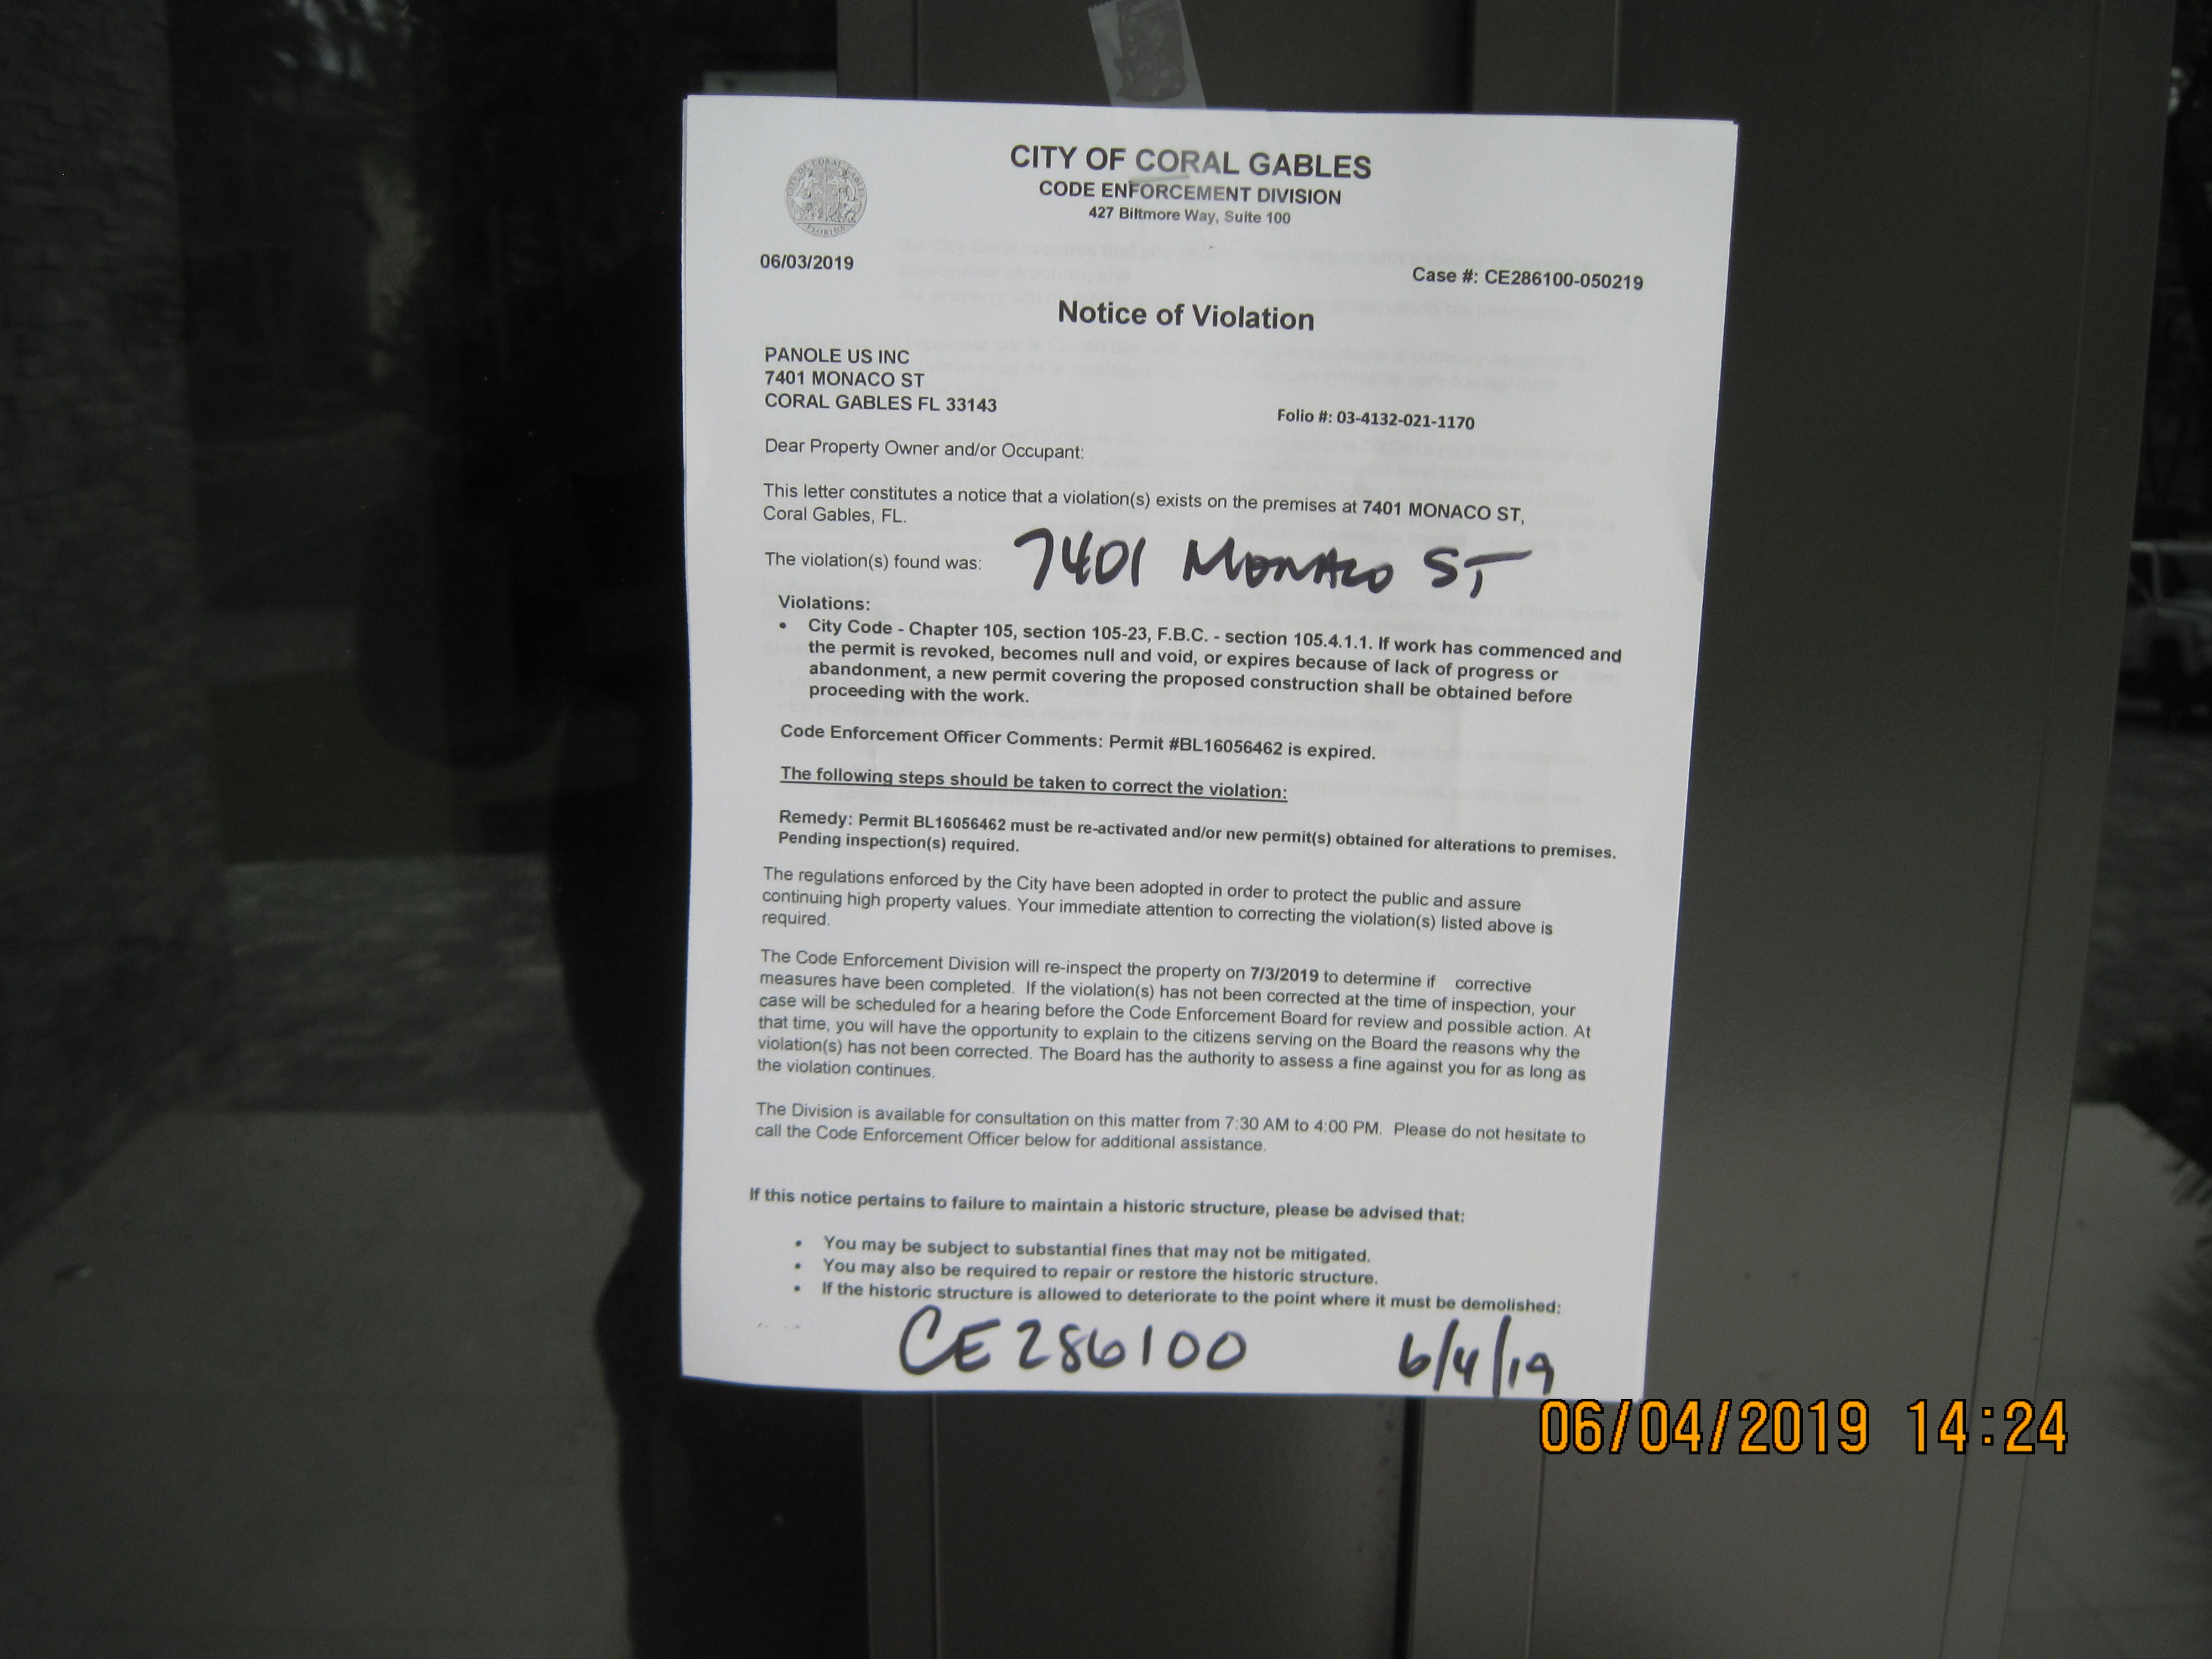 CITY OF CORAL GABLES
CODE ENFORCEMENT DIVISION
427 Biltmore Way, Suite 100
06/03/2019
Case #: CE286100-050219
Notice of Violation
PANOLE US INC
7401 MONACO ST
CORAL GABLES FL 33143
Folio #: 03-4132-021-1170
Dear Property Owner and/or Occupant:
This letter constitutes a notice that a violation(s) exists on the premises at 7401 MONACO ST,
Coral Gables, FL.
The violation(s) found was:
7401 MONACO ST
Violations:
• City Code - Chapter 105, section 105-23, F.B.C. - section 105.4.1.1. If work has commenced and
the permit is revoked, becomes null and void, or expires because of lack of progress or
abandonment, a new permit covering the proposed construction shall be obtained before
proceeding with the work.
Code Enforcement Officer Comments: Permit #BL16056462 is expired.
The following steps should be taken to correct the violation:
Remedy: Permit BL16056462 must be re-activated and/or new permit(s) obtained for alterations to premises.
Pending inspection(s) required.
The regulations enforced by the City have been adopted in order to protect the public and assure
continuing high property values. Your immediate attention to correcting the violation(s) listed above is
required.
The Code Enforcement Division will re-inspect the property on 7/3/2019 to determine if corrective
measures have been completed. If the violation(s) has not been corrected at the time of inspection, your
case will be scheduled for a hearing before the Code Enforcement Board for review and possible action. At
that time, you will have the opportunity to explain to the citizens serving on the Board the reasons why the
violation(s) has not been corrected. The Board has the authority to assess a fine against you for as long as
the violation continues.
The Division is available for consultation on this matter from 7:30 AM to 4:00 PM. Please do not hesitate to
call the Code Enforcement Officer below for additional assistance.
If this notice pertains to failure to maintain a historic structure, please be advised that:
• You may be subject to substantial fines that may not be mitigated.
• You may also be required to repair or restore the historic structure.
• If the historic structure is allowed to deteriorate to the point where it must be demolished:
CE286100 6/4/19
06/04/2019 14:24